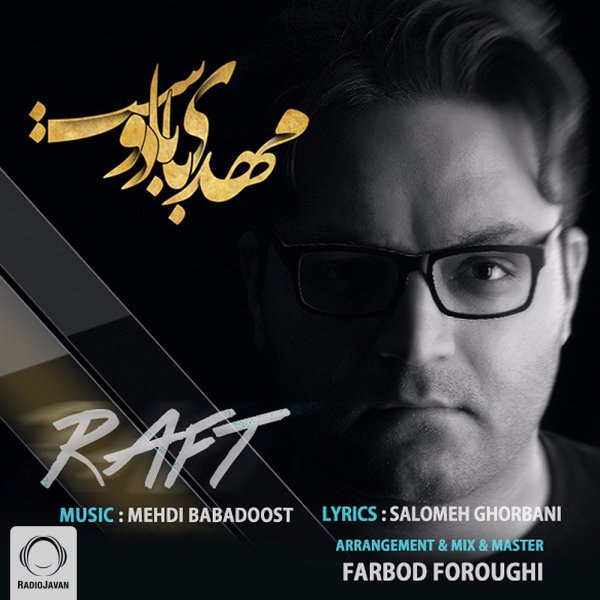 مهدی بابادوست
RAFT
MUSIC : MEHDI BABADOOST
LYRICS : SALOMEH GHORBANI
ARRANGEMENT & MIX & MASTER
FARBOD FOROUGHI
RADIOJAVAN